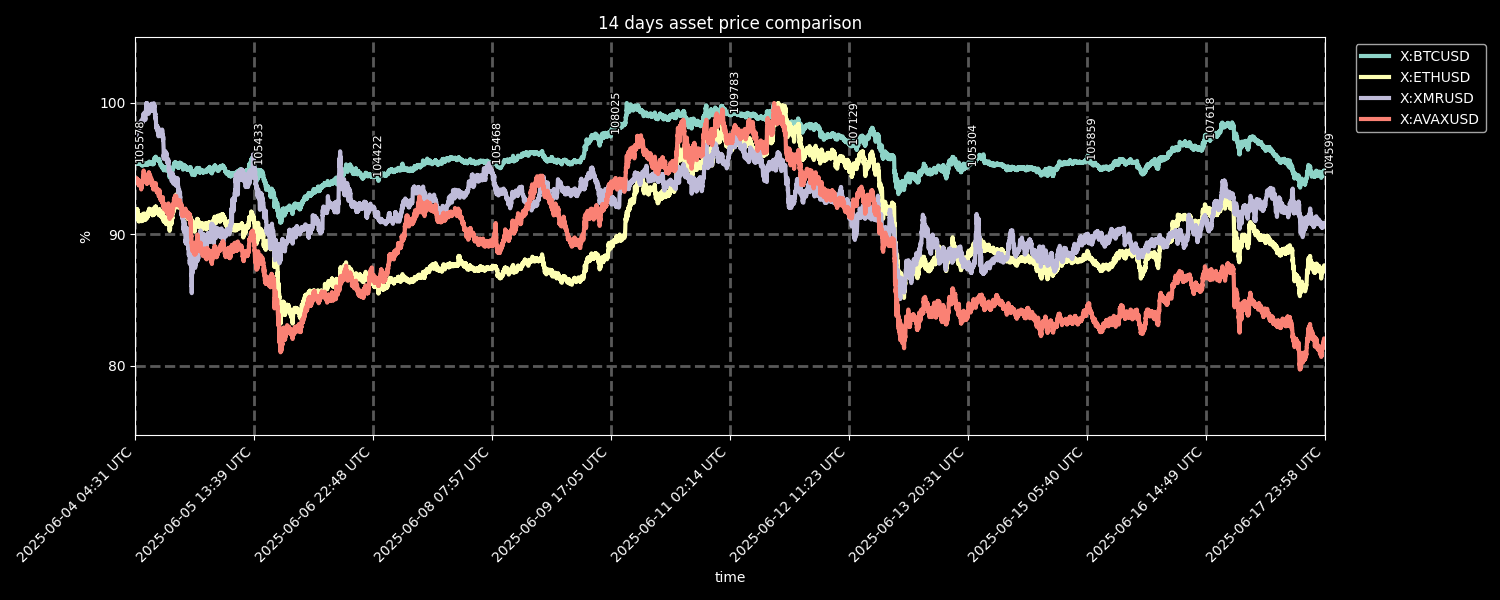 14 days asset price comparison
X:BTCUSD
X:ETHUSD
X:XMRUSD
X:AVAXUSD
100
90
80
%
105578
105433
104422
105468
108025
109783
107129
105304
105859
107618
104599
2025-06-04 04:31 UTC
2025-06-05 13:39 UTC
2025-06-06 22:48 UTC
2025-06-08 07:57 UTC
2025-06-09 17:05 UTC
2025-06-11 02:14 UTC
2025-06-12 11:23 UTC
2025-06-13 20:31 UTC
2025-06-15 05:40 UTC
2025-06-16 14:49 UTC
2025-06-17 23:58 UTC
time